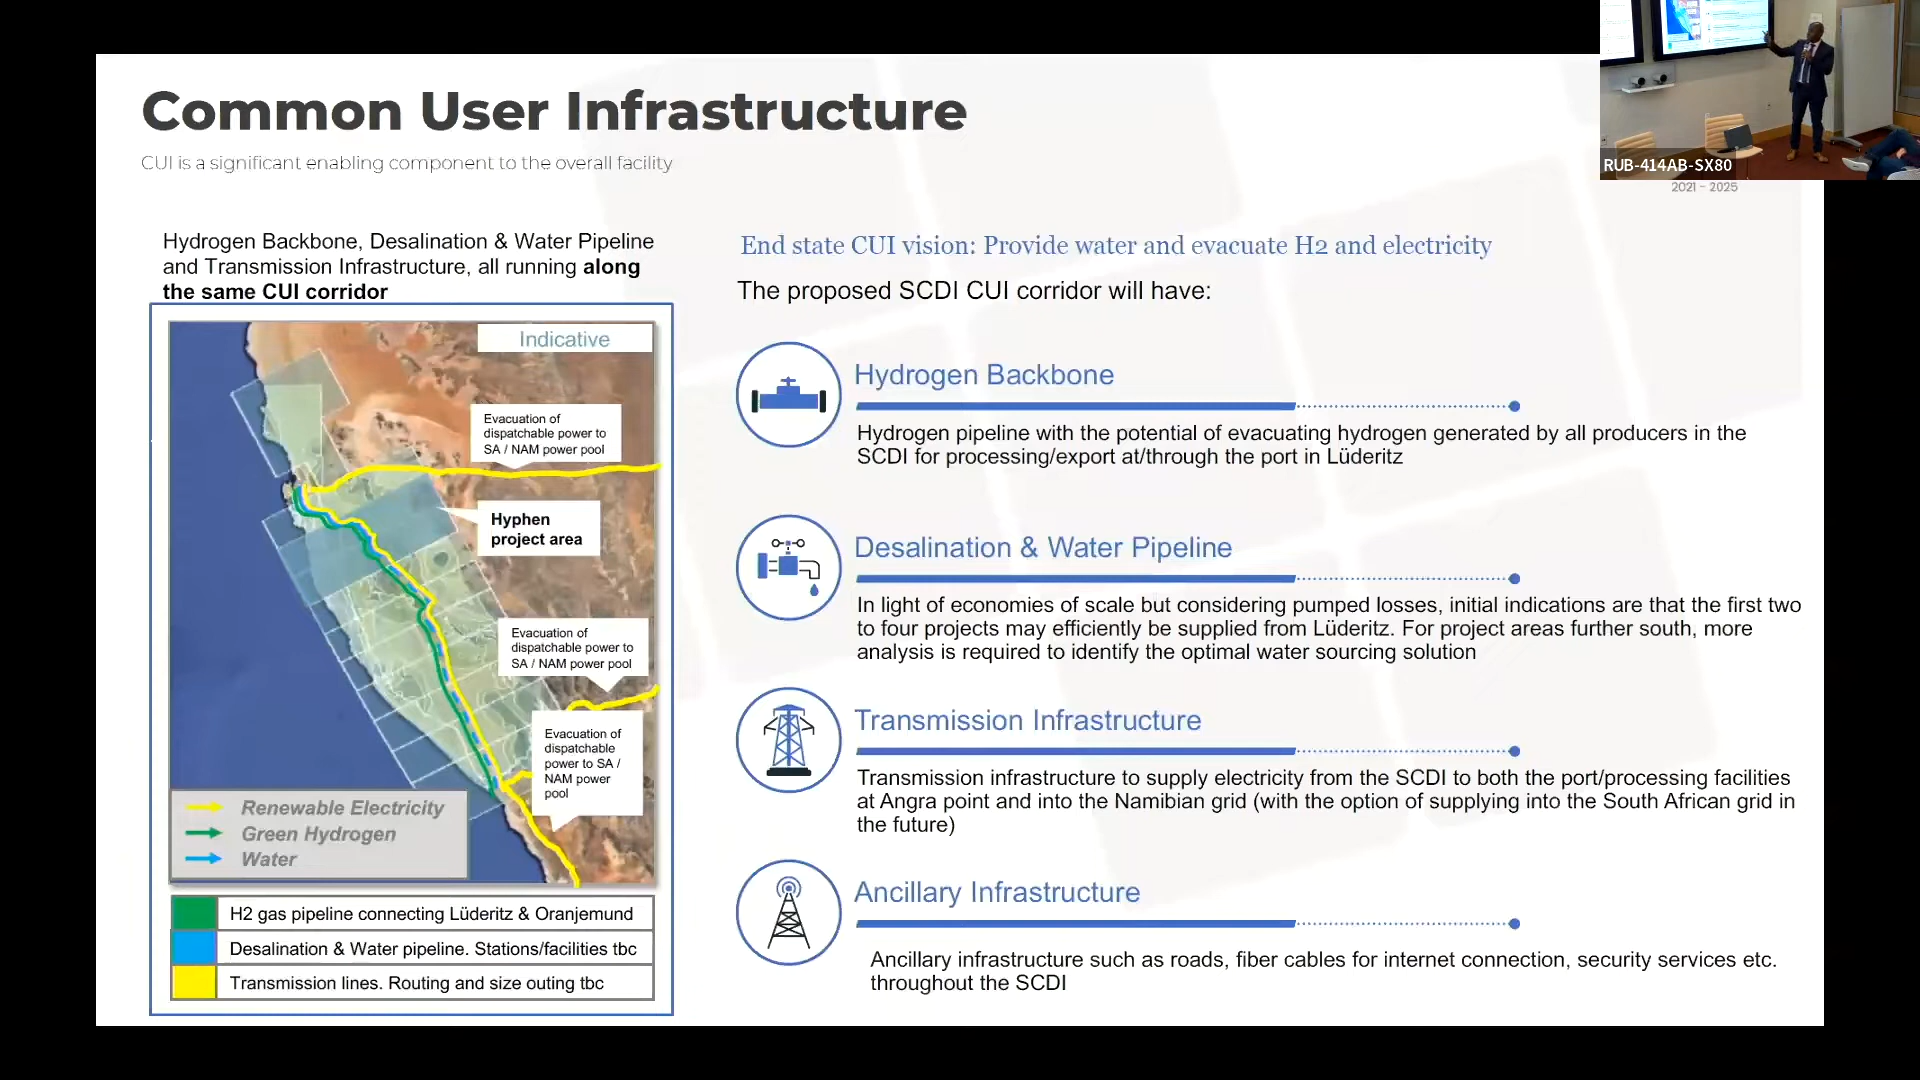 Common User Infrastructure
CUI is a significant enabling component to the overall facility
RUB-414AB-SX80
2021 - 2025
Hydrogen Backbone, Desalination & Water Pipeline
and Transmission Infrastructure, all running along
the same CUI corridor
Indicative
Evacuation of
dispatchable power to
SA / NAM power pool
Hyphen
project area
Evacuation of
dispatchable power to
SA / NAM power pool
Evacuation of
dispatchable
power to SA /
NAM power
pool
Renewable Electricity
Green Hydrogen
Water
H2 gas pipeline connecting Lüderitz & Oranjemund
Desalination & Water pipeline. Stations/facilities tbc
Transmission lines. Routing and size outing tbc
End state CUI vision: Provide water and evacuate H2 and electricity
The proposed SCDI CUI corridor will have:
Hydrogen Backbone
Hydrogen pipeline with the potential of evacuating hydrogen generated by all producers in the
SCDI for processing/export at/through the port in Lüderitz
Desalination & Water Pipeline
In light of economies of scale but considering pumped losses, initial indications are that the first two
to four projects may efficiently be supplied from Lüderitz. For project areas further south, more
analysis is required to identify the optimal water sourcing solution
Transmission Infrastructure
Transmission infrastructure to supply electricity from the SCDI to both the port/processing facilities
at Angra point and into the Namibian grid (with the option of supplying into the South African grid in
the future)
Ancillary Infrastructure
Ancillary infrastructure such as roads, fiber cables for internet connection, security services etc.
throughout the SCDI